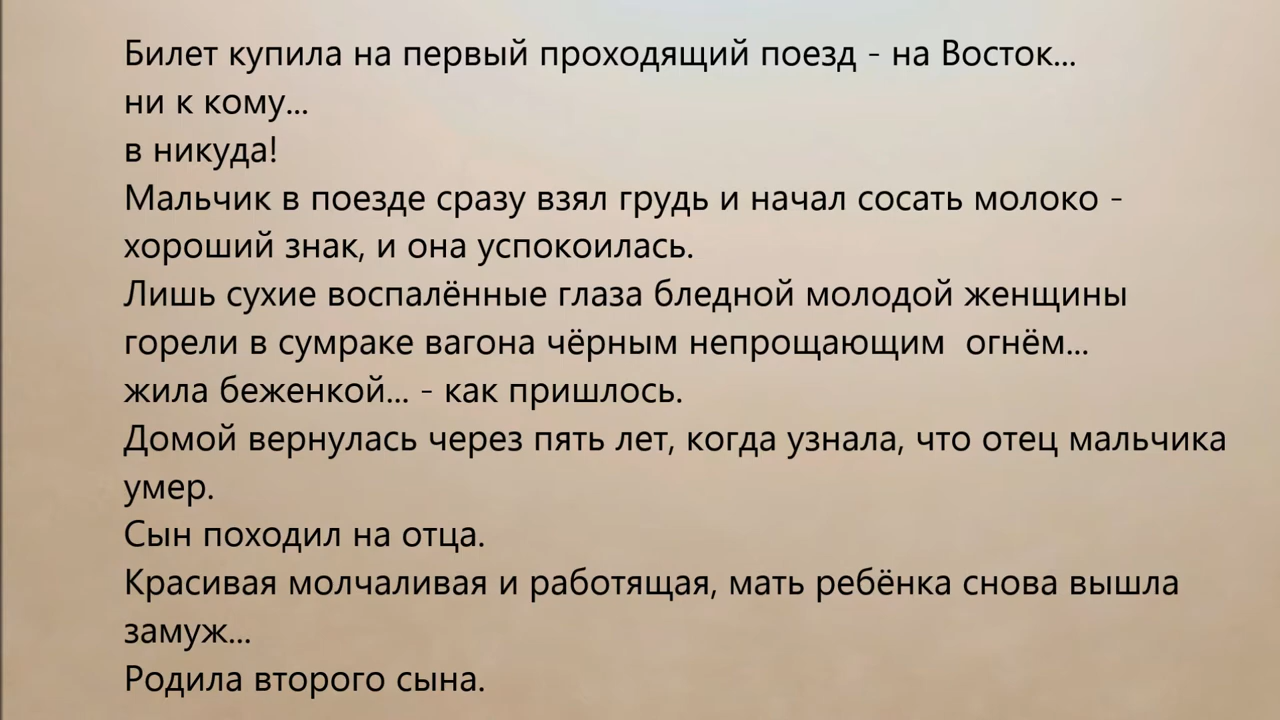 Билет купила на первый проходящий поезд - на Восток...
ни к кому...
в никуда!
Мальчик в поезде сразу взял грудь и начал сосать молоко -
хороший знак, и она успокоилась.
Лишь сухие воспалённые глаза бледной молодой женщины
горели в сумраке вагона чёрным непрощающим  огнём...
жила беженкой... - как пришлось.
Домой вернулась через пять лет, когда узнала, что отец мальчика
умер.
Сын походил на отца.
Красивая молчаливая и работящая, мать ребёнка снова вышла
замуж...
Родила второго сына.